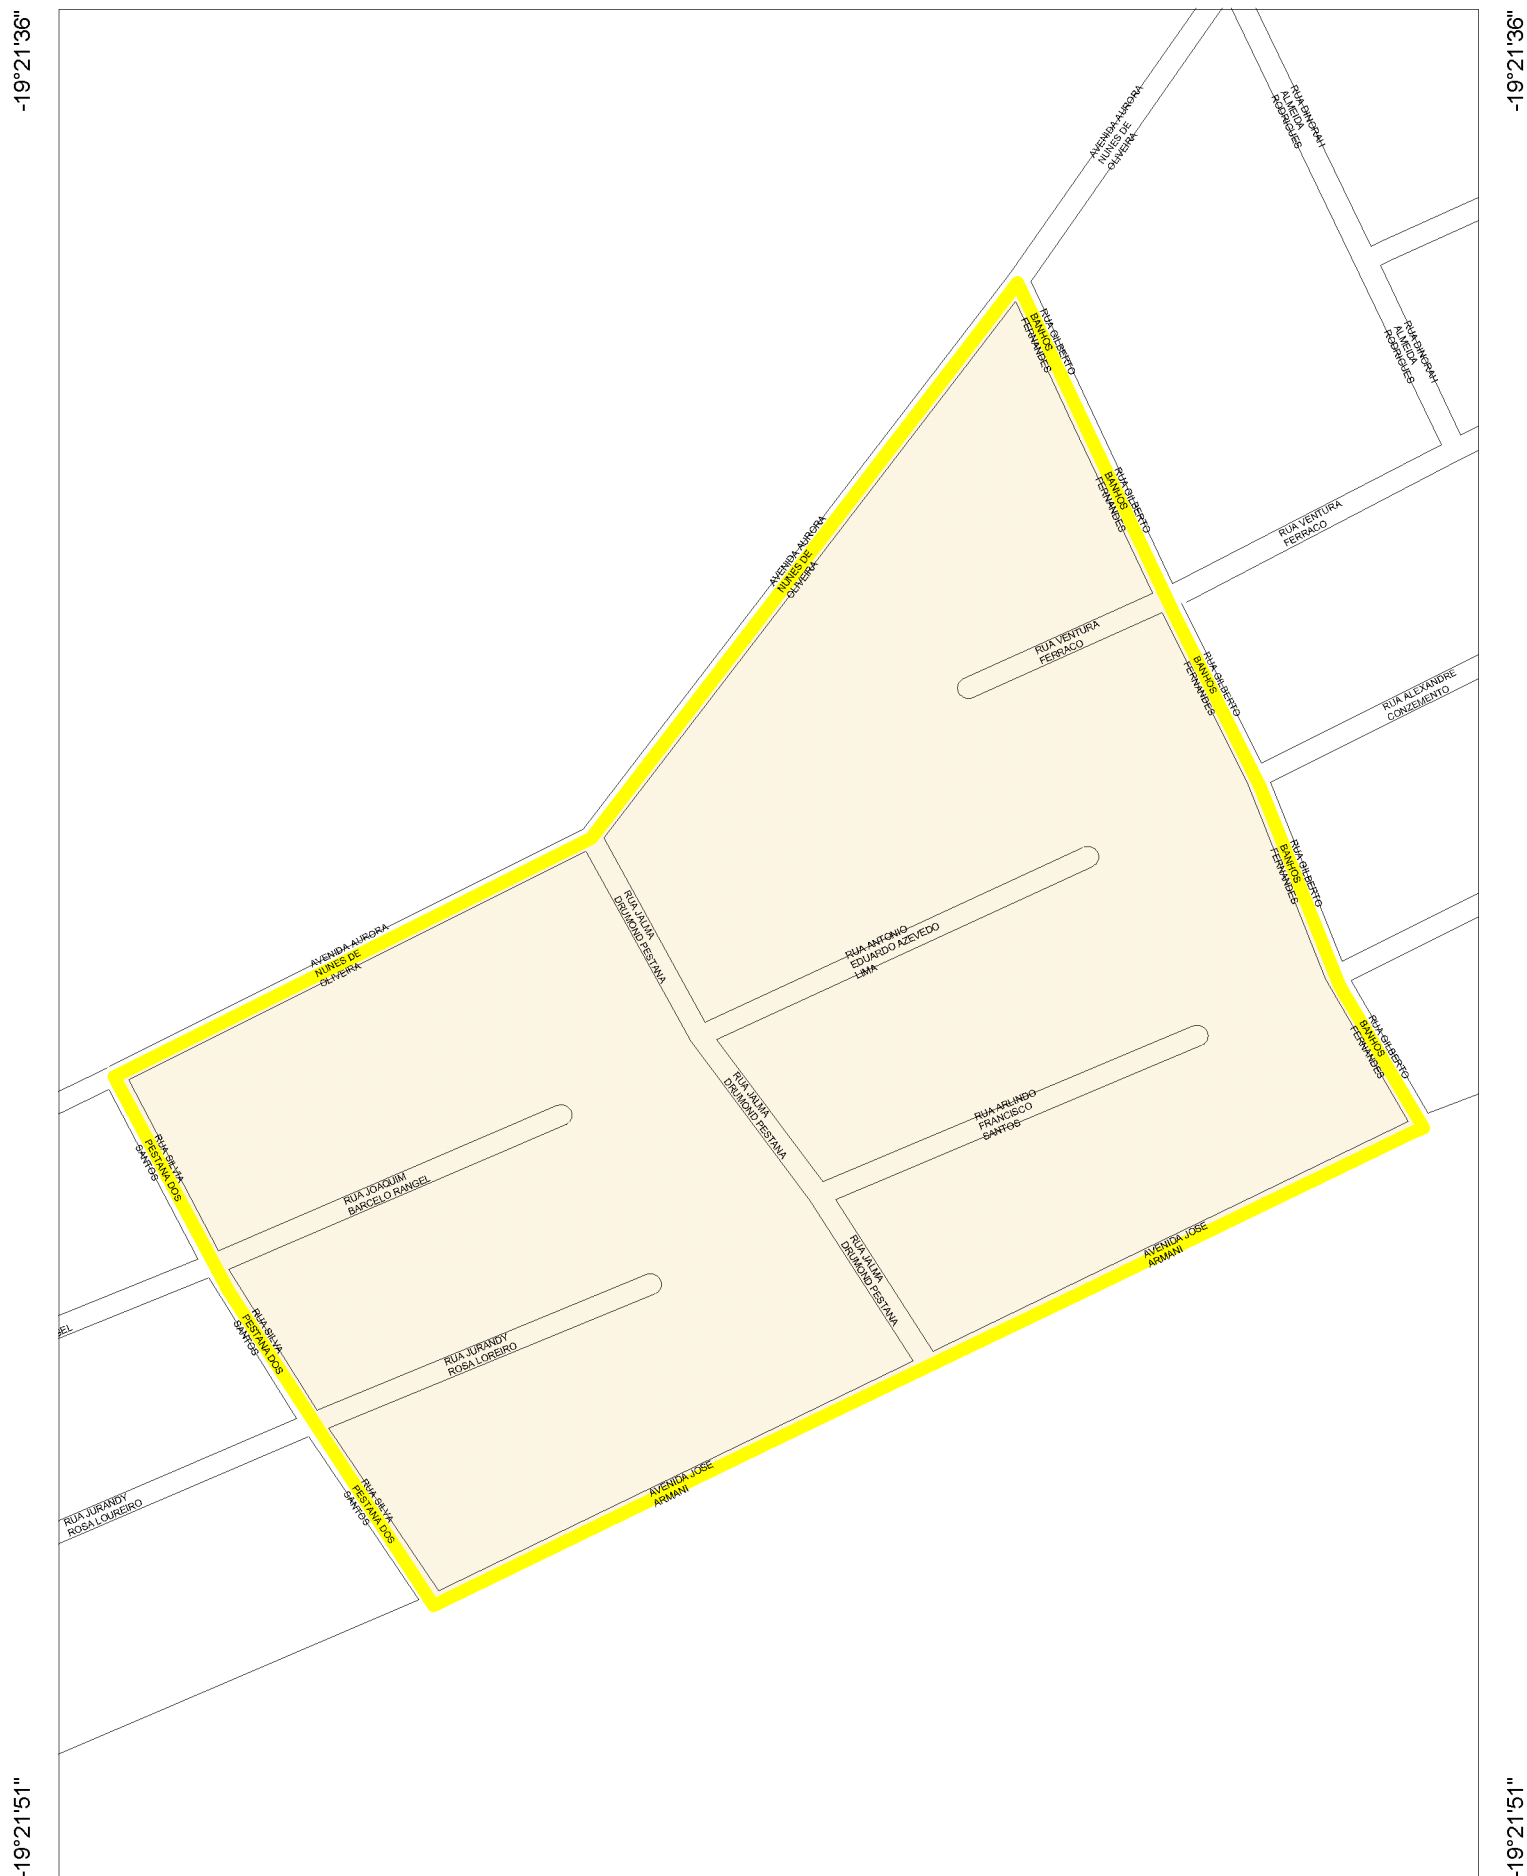 -19°21'36"
-19°21'36"
AVENIDA AURORA
NUNES DE
OLIVEIRA
RUA DINORAH
ALMEIDA
RODRIGUES
RUA GILBERTO
BANHOS
FERNANDES
RUA DINORAH
ALMEIDA
RODRIGUES
RUA GILBERTO
BANHOS
FERNANDES
RUA VENTURA
FERRACO
AVENIDA AURORA
NUNES DE
OLIVEIRA
RUA VENTURA
FERRACO
RUA GILBERTO
BANHOS
FERNANDES
RUA ALEXANDRE
CONZEMENTO
RUA GILBERTO
BANHOS
FERNANDES
RUA JALMA
DRUMOND PESTANA
RUA ANTONIO
EDUARDO AZEVEDO
LIMA
AVENIDA AURORA
NUNES DE
OLIVEIRA
RUA GILBERTO
BANHOS
FERNANDES
RUA JALMA
DRUMOND PESTANA
RUA ARLINDO
FRANCISCO
SANTOS
RUA SILVIA
PESTANA DOS
SANTOS
RUA JOAQUIM
BARCELO RANGEL
RUA JALMA
DRUMOND PESTANA
AVENIDA JOSE
ARMANI
GEL
RUA SILVA
PESTANA DOS
SANTOS
RUA JURANDY
ROSA LOREIRO
AVENIDA JOSE
ARMANI
RUA SILVA
PESTANA DOS
SANTOS
RUA JURANDY
ROSA LOUREIRO
-19°21'51"
-19°21'51"